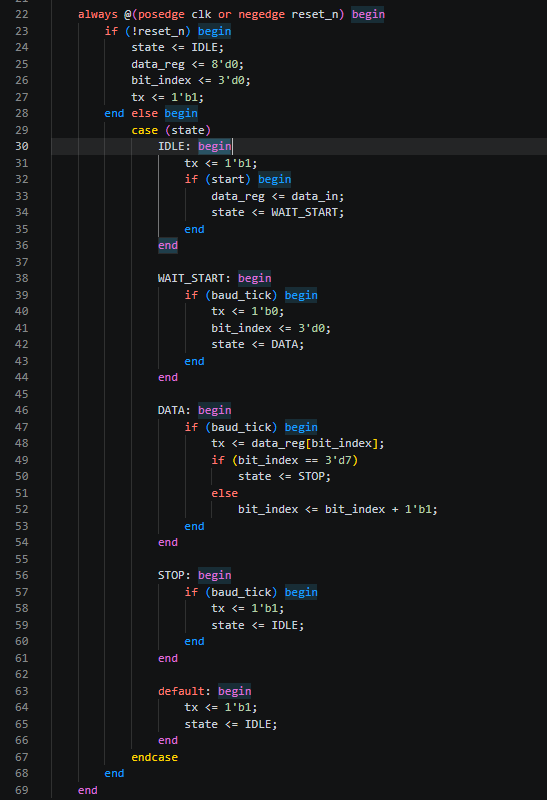 22 always @(posedge clk or negedge reset_n) begin
23 if (!reset_n) begin
24 state <= IDLE;
25 data_reg <= 8'd0;
26 bit_index <= 3'd0;
27 tx <= 1'b1;
28 end else begin
29 case (state)
30 IDLE: begin
31 tx <= 1'b1;
32 if (start) begin
33 data_reg <= data_in;
34 state <= WAIT_START;
35 end
36 end
37
38 WAIT_START: begin
39 if (baud_tick) begin
40 tx <= 1'b0;
41 bit_index <= 3'd0;
42 state <= DATA;
43 end
44 end
45
46 DATA: begin
47 if (baud_tick) begin
48 tx <= data_reg[bit_index];
49 if (bit_index == 3'd7)
50 state <= STOP;
51 else
52 bit_index <= bit_index + 1'b1;
53 end
54 end
55
56 STOP: begin
57 if (baud_tick) begin
58 tx <= 1'b1;
59 state <= IDLE;
60 end
61 end
62
63 default: begin
64 tx <= 1'b1;
65 state <= IDLE;
66 end
67 endcase
68 end
69 end